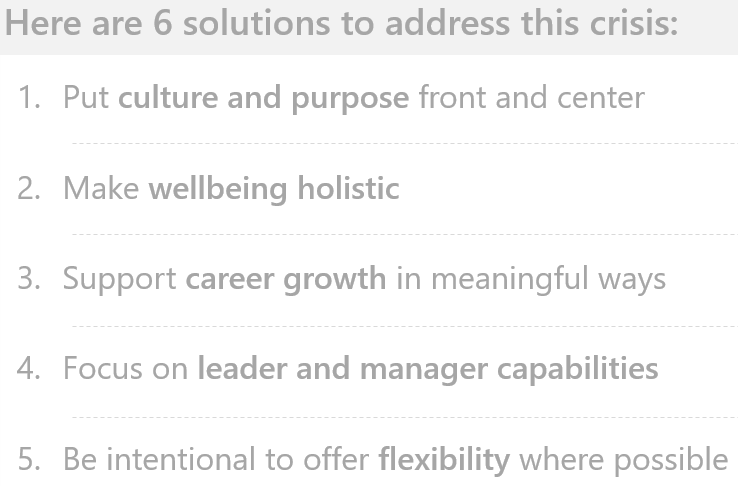 Here are 6 solutions to address this crisis:
1. Put culture and purpose front and center
2. Make wellbeing holistic
3. Support career growth in meaningful ways
4. Focus on leader and manager capabilities
5. Be intentional to offer flexibility where possible